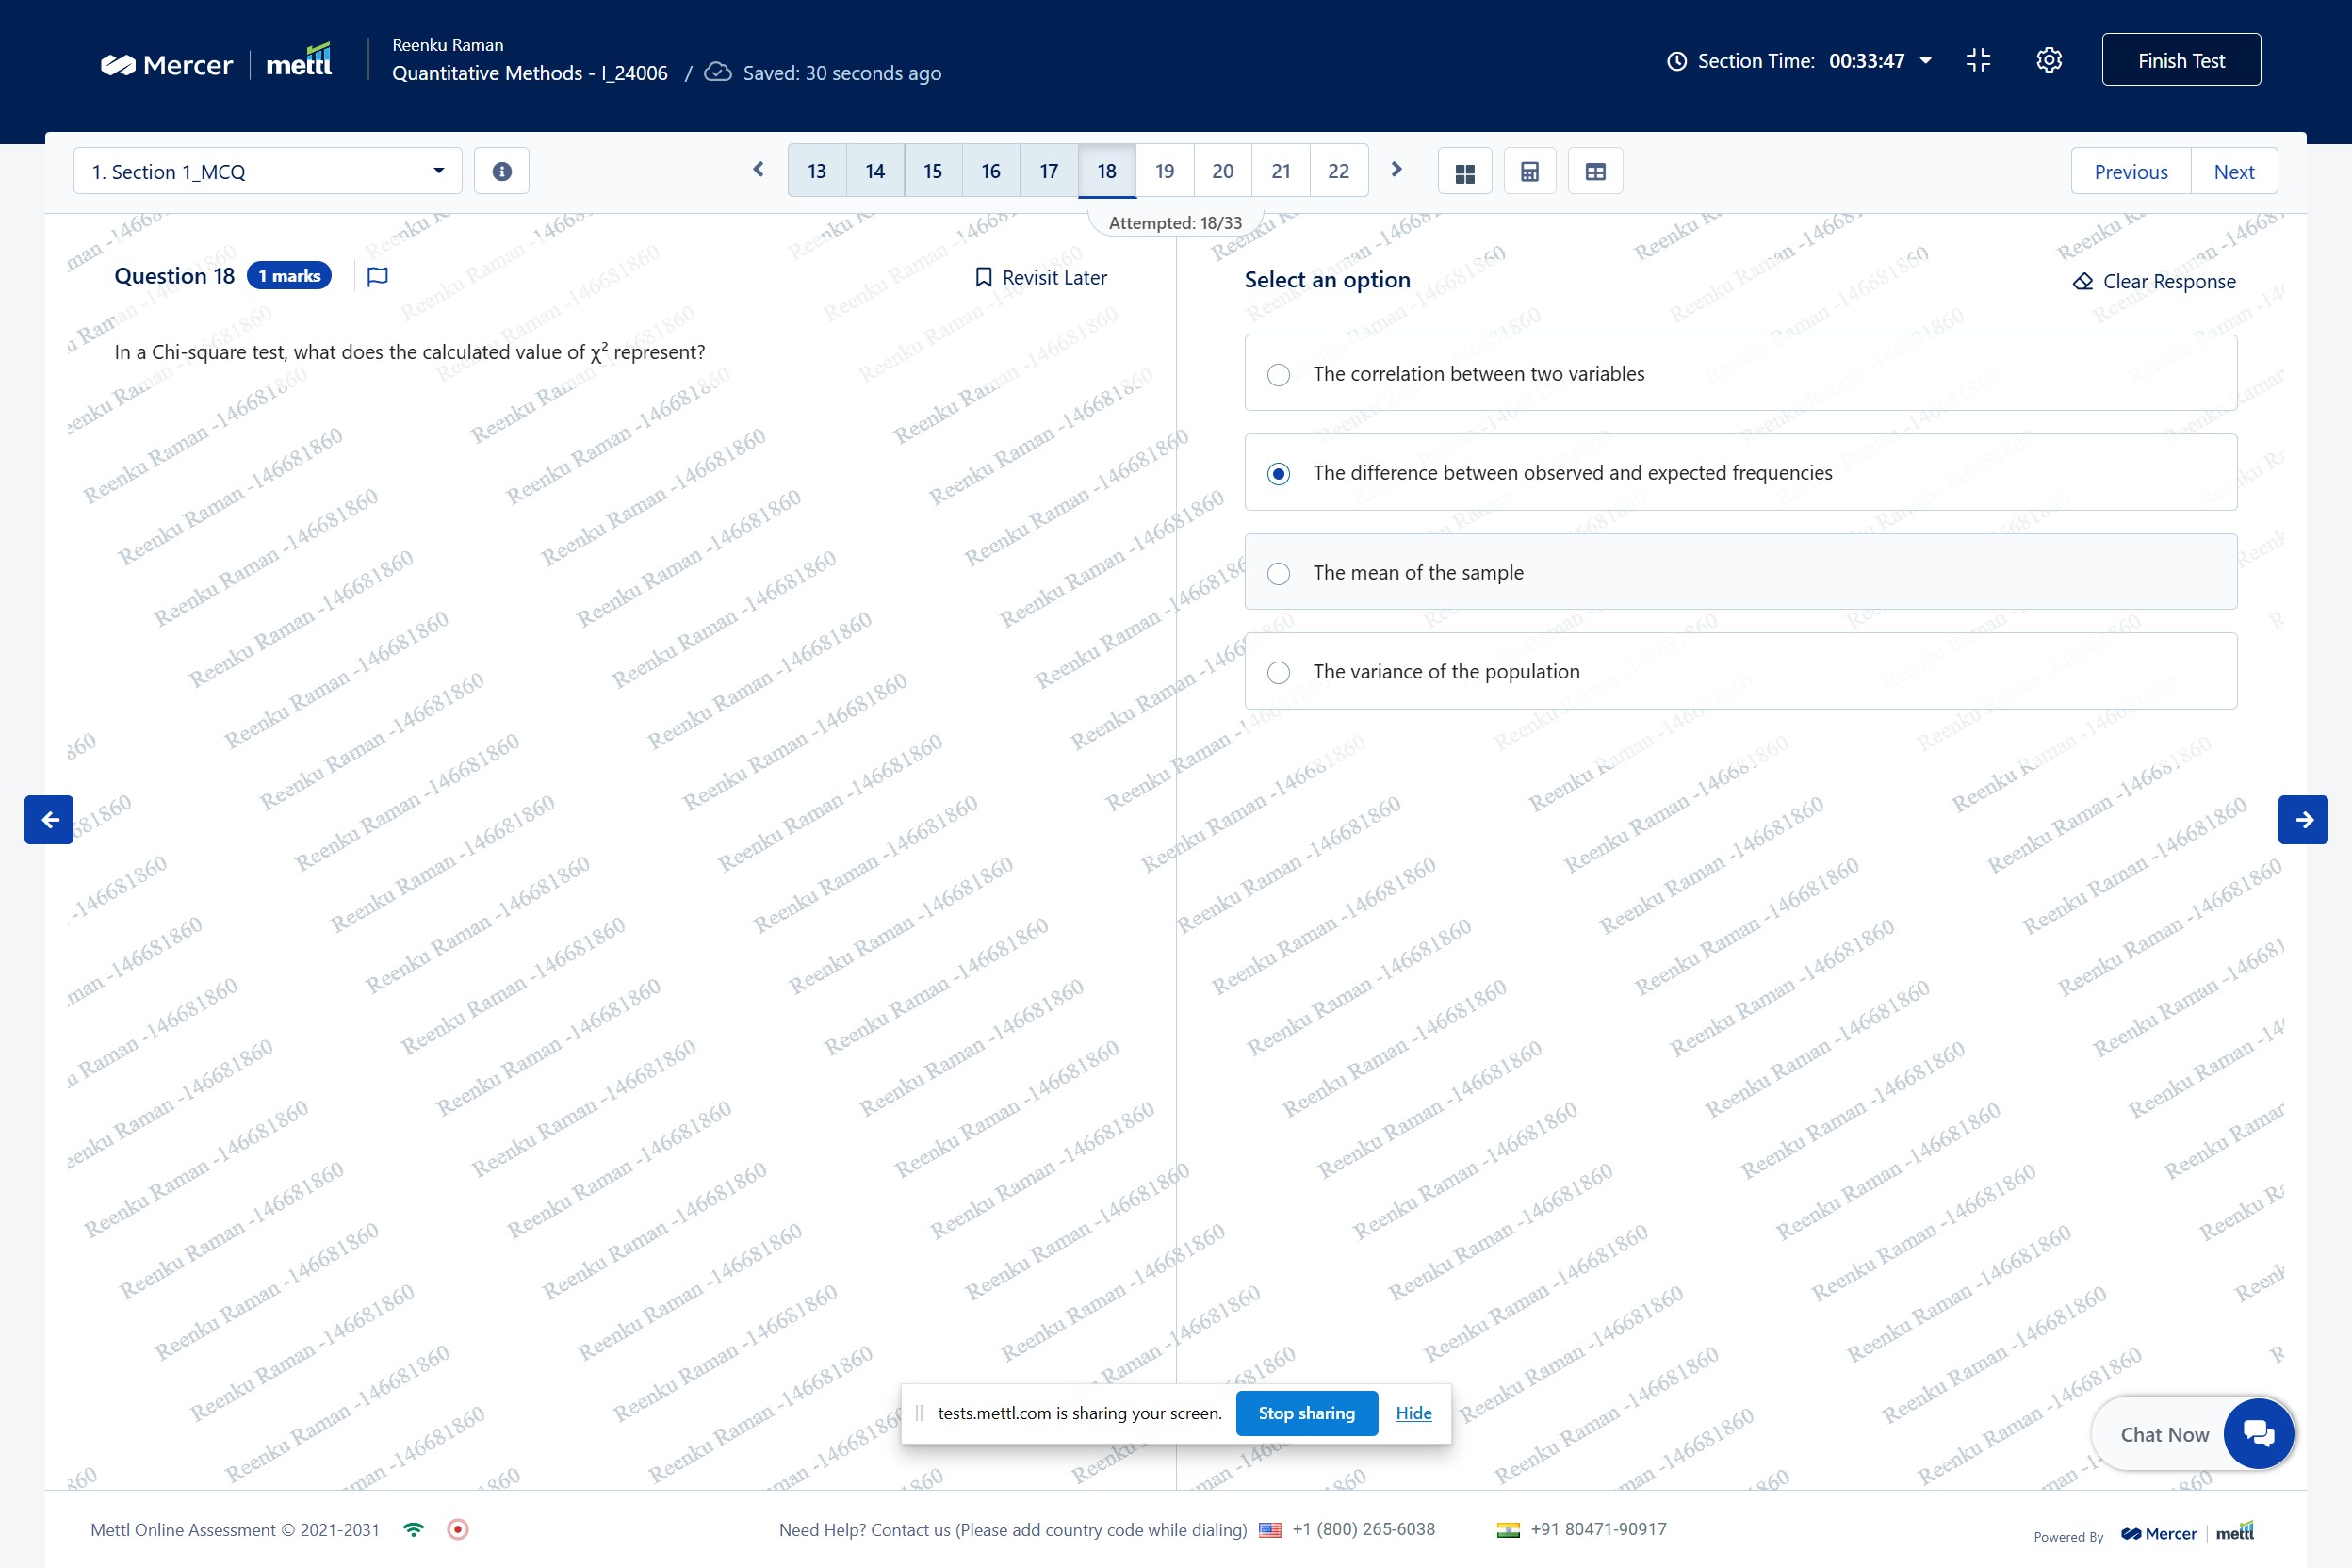 Mercer | mettl
Reenku Raman
Quantitative Methods - I_24006 / Saved: 30 seconds ago
Section Time: 00:33:47
Finish Test
1. Section 1_MCQ
13 14 15 16 17 18 19 20 21 22
Previous Next
Attempted: 18/33
Question 18 1 marks
Revisit Later
In a Chi-square test, what does the calculated value of χ² represent?
Select an option
Clear Response
The correlation between two variables
The difference between observed and expected frequencies
The mean of the sample
The variance of the population
Reenku Raman -146681860
tests.mettl.com is sharing your screen. Stop sharing Hide
Chat Now
Mettl Online Assessment © 2021-2031
Need Help? Contact us (Please add country code while dialing) +1 (800) 265-6038 +91 80471-90917
Powered By Mercer | mettl